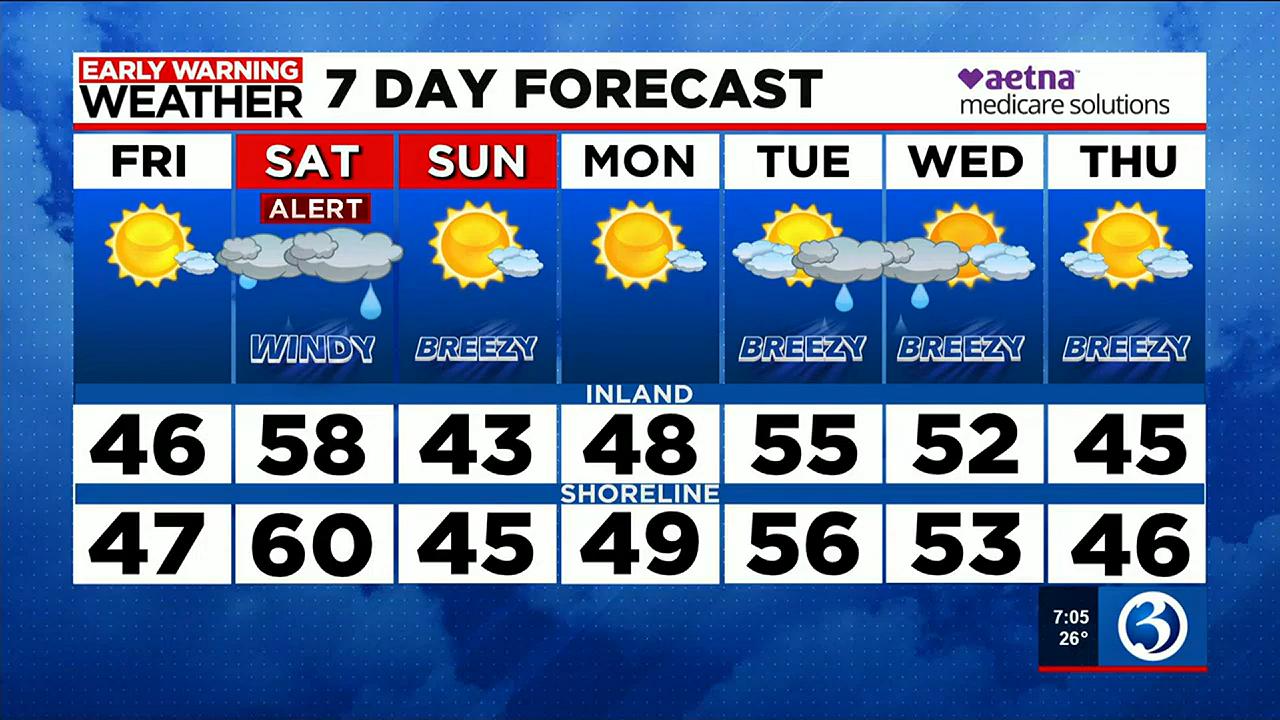 EARLY WARNING
WEATHER
7 DAY FORECAST
aetna™
medicare solutions
FRI SAT SUN MON TUE WED THU
ALERT
WINDY BREEZY BREEZY BREEZY BREEZY
INLAND
46 58 43 48 55 52 45
SHORELINE
47 60 45 49 56 53 46
7:05
26°
3